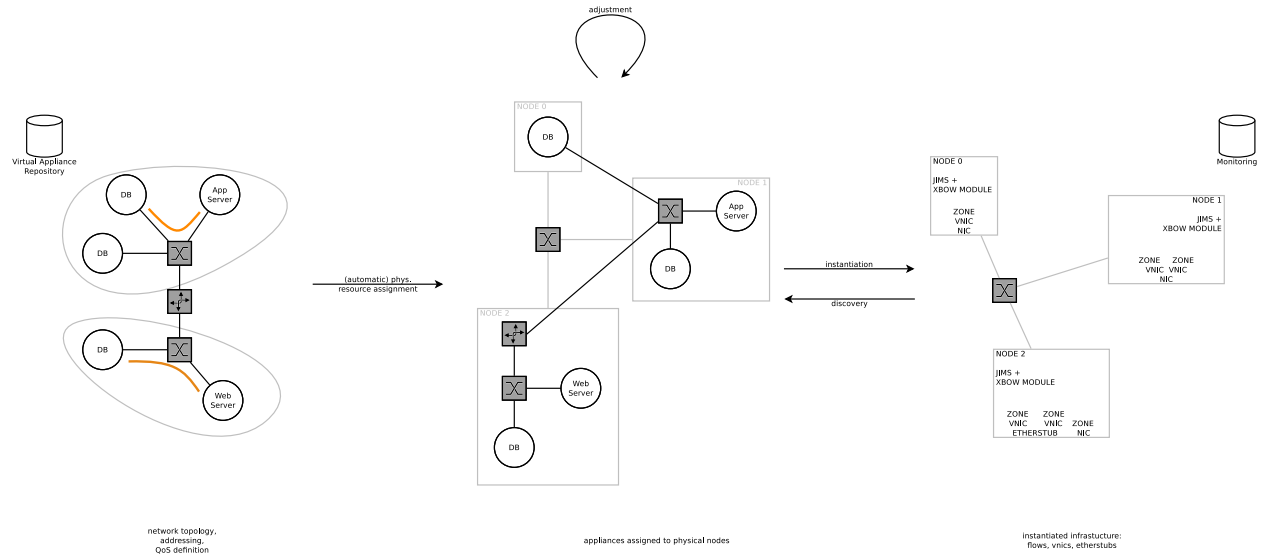 adjustment
Virtual Appliance
Repository
DB
App
Server
DB
DB
Web
Server
network topology,
addressing,
QoS definition
(automatic) phys.
resource assignment
NODE 0
DB
NODE 1
App
Server
DB
NODE 2
Web
Server
DB
appliances assigned to physical nodes
instantiation
discovery
Monitoring
NODE 0
JIMS +
XBOW MODULE
ZONE
VNIC
NIC
NODE 1
JIMS +
XBOW MODULE
ZONE ZONE
VNIC VNIC
NIC
NODE 2
JIMS +
XBOW MODULE
ZONE ZONE
VNIC VNIC ZONE
ETHERSTUB NIC
instantiated infrastucture:
flows, vnics, etherstubs